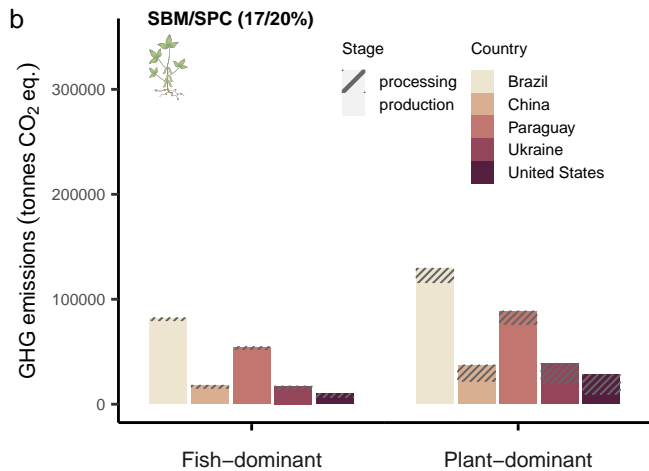 b
SBM/SPC (17/20%)
Stage
processing
production
Country
Brazil
China
Paraguay
Ukraine
United States
GHG emissions (tonnes CO₂ eq.)
300000
200000
100000
0
Fish−dominant
Plant−dominant